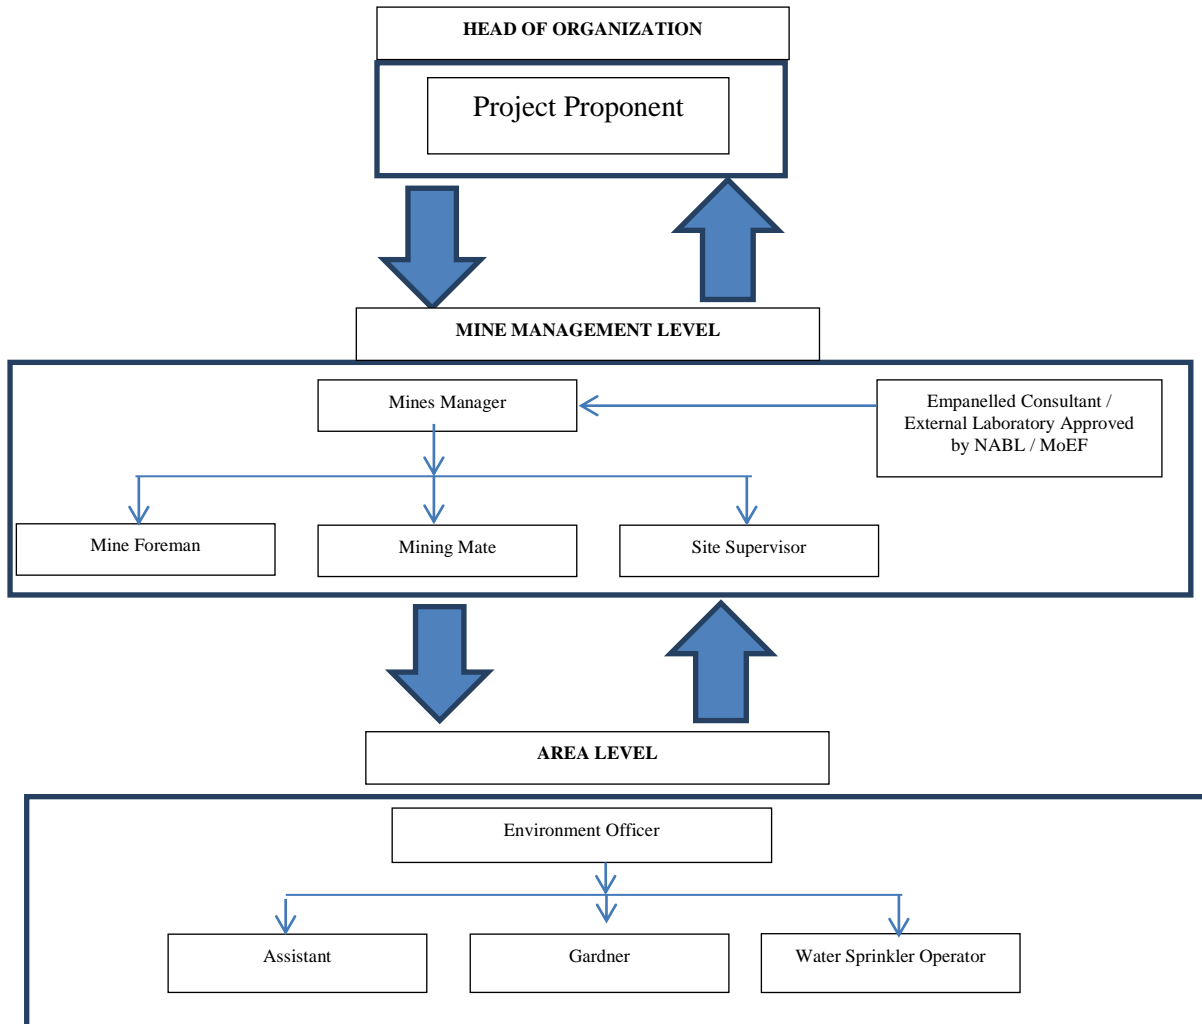 HEAD OF ORGANIZATION
Project Proponent
MINE MANAGEMENT LEVEL
Mines Manager
Empanelled Consultant /
External Laboratory Approved
by NABL / MoEF
Mine Foreman
Mining Mate
Site Supervisor
AREA LEVEL
Environment Officer
Assistant
Gardner
Water Sprinkler Operator